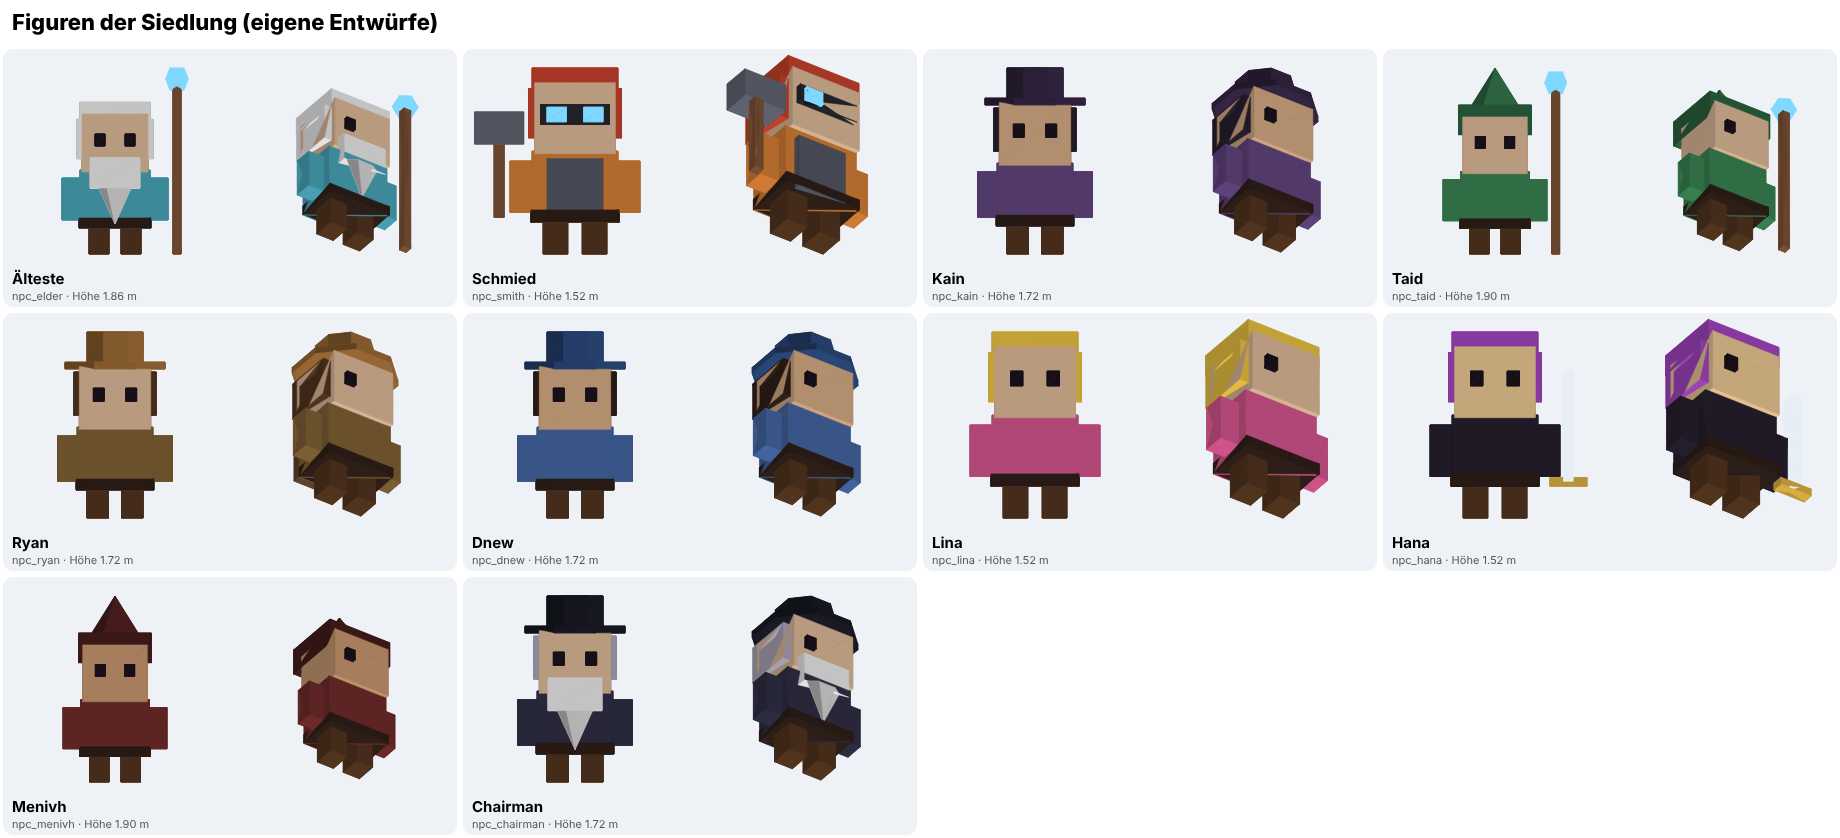 Figuren der Siedlung (eigene Entwürfe)
Älteste
npc_elder · Höhe 1.86 m
Schmied
npc_smith · Höhe 1.52 m
Kain
npc_kain · Höhe 1.72 m
Taid
npc_taid · Höhe 1.90 m
Ryan
npc_ryan · Höhe 1.72 m
Dnew
npc_dnew · Höhe 1.72 m
Lina
npc_lina · Höhe 1.52 m
Hana
npc_hana · Höhe 1.52 m
Menivh
npc_menivh · Höhe 1.90 m
Chairman
npc_chairman · Höhe 1.72 m